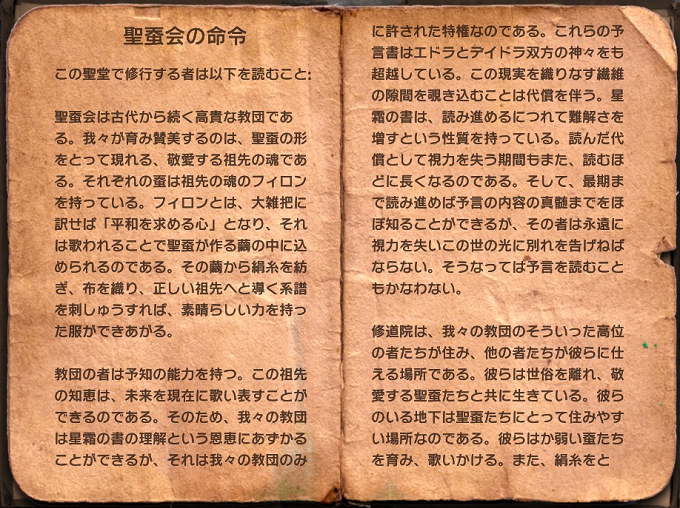 聖蚕会の命令
この聖堂で修行する者は以下を読むこと:
聖蚕会は古代から続く高貴な教団であ
る。我々が育み賛美するのは、聖蚕の形
をとって現れる、敬愛する祖先の魂であ
る。それぞれの蚕は祖先の魂のフィロン
を持っている。フィロンとは、大雑把に
訳せば「平和を求める心」となり、それ
は歌われることで聖蚕が作る繭の中に込
められるのである。その繭から絹糸を紡
ぎ、布を織り、正しい祖先へと導く系譜
を刺しゅうすれば、素晴らしい力を持っ
た服ができあがる。
教団の者は予知の能力を持つ。この祖先
の知恵は、未来を現在に歌い表すことが
できるのである。そのため、我々の教団
は星霜の書の理解という恩恵にあずかる
ことができるが、それは我々の教団のみ
に許された特権なのである。これらの予
言書はエドラとデイドラ双方の神々をも
超越している。この現実を織りなす繊維
の隙間を覗き込むことは代償を伴う。星
霜の書は、読み進めるにつれて難解さを
増すという性質を持っている。読んだ代
償として視力を失う期間もまた、読むほ
どに長くなるのである。そして、最期ま
で読み進めば予言の内容の真髄までをほ
ぼ知ることができるが、その者は永遠に
視力を失いこの世の光に別れを告げねば
ならない。そうなっては予言を読むこと
もかなわない。
修道院は、我々の教団のそういった高位
の者たちが住み、他の者たちが彼らに仕
える場所である。彼らは世俗を離れ、敬
愛する聖蚕たちと共に生きている。彼ら
のいる地下は聖蚕たちにとって住みやす
い場所なのである。彼らはか弱い蚕たち
を育み、歌いかける。また、絹糸をと